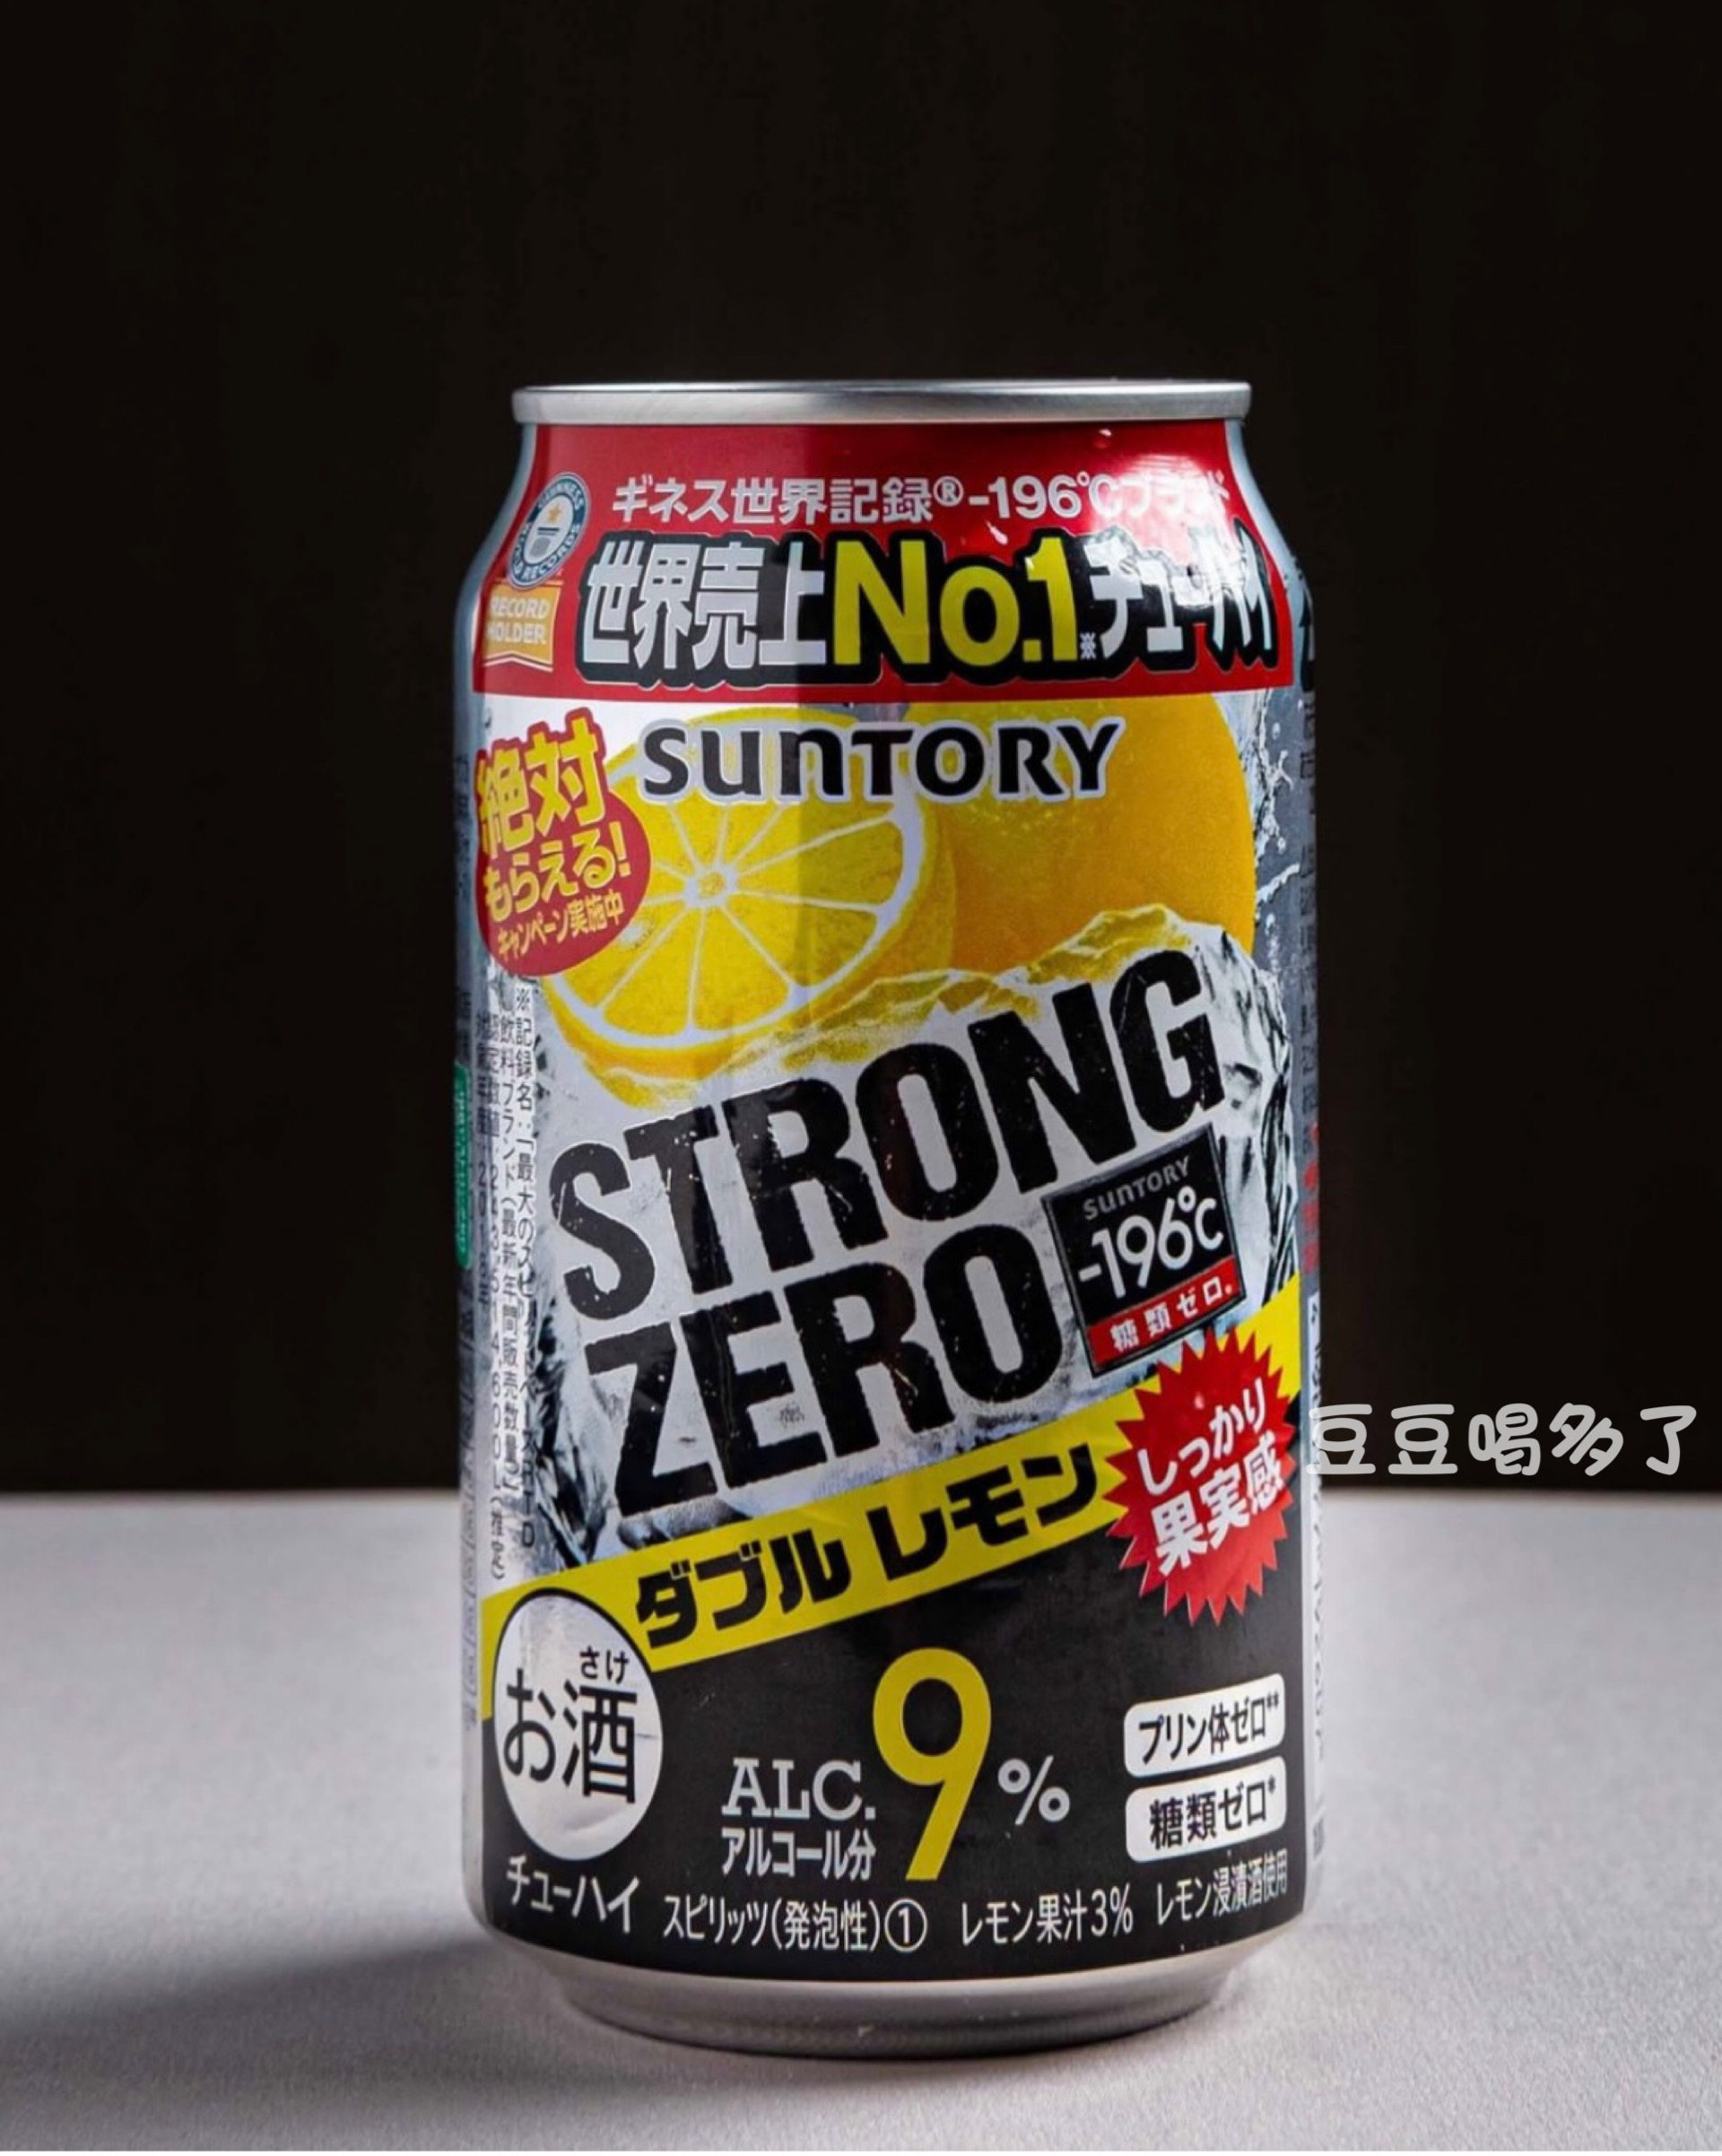 ギネス世界記録®-196℃ブランド
世界売上No.1※チューハイ
GUINNESS WORLD RECORDS
RECORD
HOLDER
SUNTORY
絶対
もらえる!
キャンペーン実施中
STRONG
ZERO
SUNTORY
-196℃
糖類ゼロ。
ダブルレモン
しっかり
果実感
豆豆喝多了
さけ
お酒
ALC.
アルコール分
9%
プリン体ゼロ**
糖類ゼロ*
チューハイ
スピリッツ(発泡性)① レモン果汁3% レモン浸漬酒使用